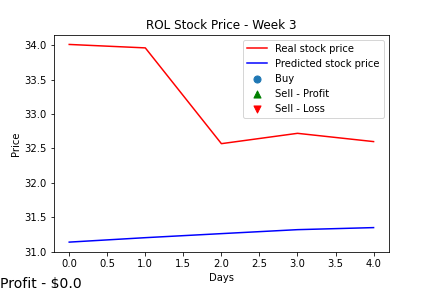 ROL Stock Price - Week 3
34.0
33.5
33.0
32.5
32.0
31.5
31.0
Price
Real stock price
Predicted stock price
Buy
Sell - Profit
Sell - Loss
0.0 0.5 1.0 1.5 2.0 2.5 3.0 3.5 4.0
Days
Profit - $0.0